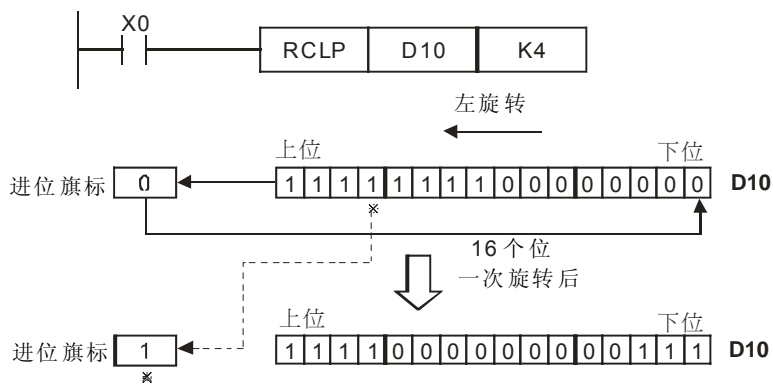 X0
RCLP D10 K4
左旋转
上位 下位
进位旗标 0 1 1 1 1 1 1 1 1 0 0 0 0 0 0 0 0 D10
※
16个位
一次旋转后
上位 下位
进位旗标 1 1 1 1 1 0 0 0 0 0 0 0 0 0 1 1 1 D10
※